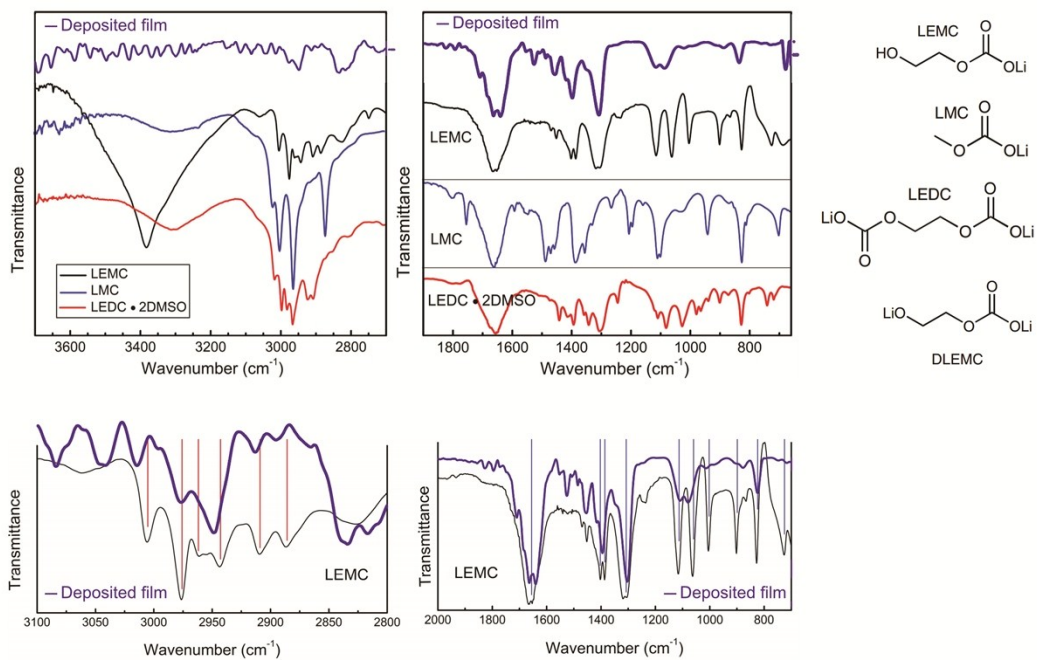 — Deposited film
Transmittance
LEMC
LMC
LEDC • 2DMSO
3600
3400
3200
3000
2800
Wavenumber (cm⁻¹)
— Deposited film
Transmittance
LEMC
LMC
LEDC • 2DMSO
1800
1600
1400
1200
1000
800
Wavenumber (cm⁻¹)
LEMC
HO
O
O
OLi
LMC
O
O
OLi
LEDC
LiO
O
O
O
O
OLi
LiO
O
O
OLi
DLEMC
Transmittance
LEMC
— Deposited film
3100
3050
3000
2950
2900
2850
2800
Wavenumber (cm⁻¹)
Transmittance
LEMC
— Deposited film
2000
1800
1600
1400
1200
1000
800
Wavenumber (cm⁻¹)